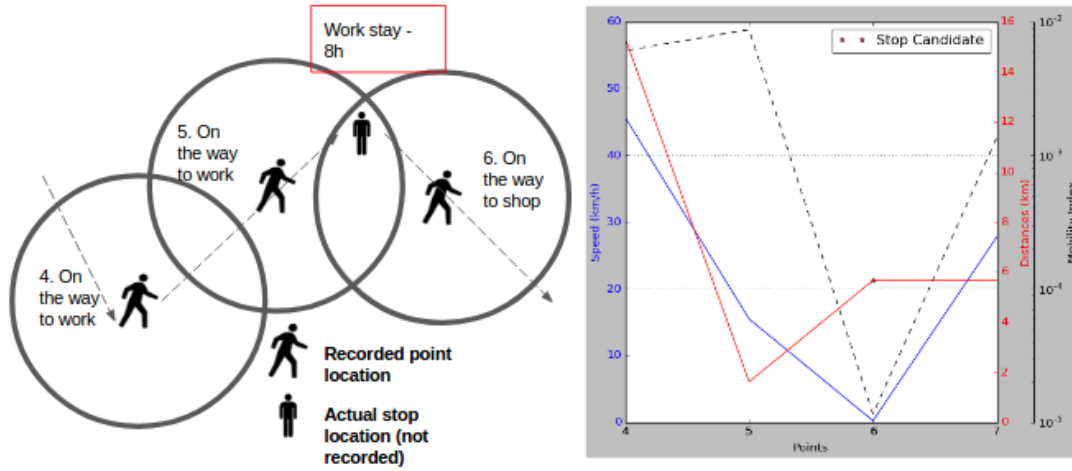 Work stay -
8h
5. On
the way
to work
6. On
the way
to shop
4. On
the way
to work
Recorded point
location
Actual stop
location (not
recorded)
Stop Candidate
60
50
40
30
20
10
0
Speed (km/h)
16
14
12
10
8
6
4
2
0
Distances (km)
10^-2
10^-3
10^-4
10^-5
Mobility Index
4
5
6
7
Points